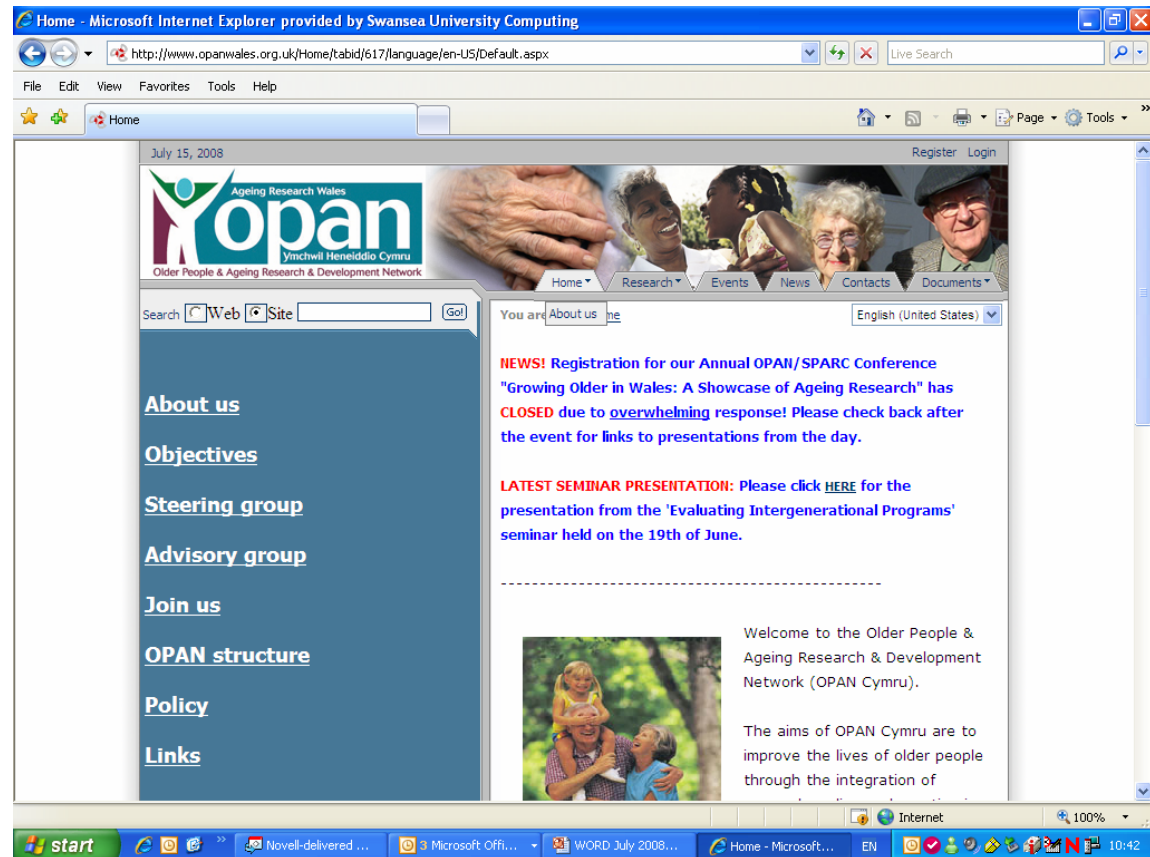 Home - Microsoft Internet Explorer provided by Swansea University Computing
http://www.opanwales.org.uk/Home/tabid/617/language/en-US/Default.aspx
Live Search
File Edit View Favorites Tools Help
Home
Page Tools
July 15, 2008
Register Login
Ageing Research Wales
opan
Ymchwil Heneiddio Cymru
Older People & Ageing Research & Development Network
Home Research Events News Contacts Documents
Search Web Site Go!
You are
About us
English (United States)
NEWS! Registration for our Annual OPAN/SPARC Conference
"Growing Older in Wales: A Showcase of Ageing Research" has
CLOSED due to overwhelming response! Please check back after
the event for links to presentations from the day.
LATEST SEMINAR PRESENTATION: Please click HERE for the
presentation from the 'Evaluating Intergenerational Programs'
seminar held on the 19th of June.
--------------------------------------------------
About us
Objectives
Steering group
Advisory group
Join us
OPAN structure
Policy
Links
Welcome to the Older People &
Ageing Research & Development
Network (OPAN Cymru).
The aims of OPAN Cymru are to
improve the lives of older people
through the integration of
Internet
100%
start
Novell-delivered ...
3 Microsoft Offi...
WORD July 2008...
Home - Microsoft...
EN
10:42